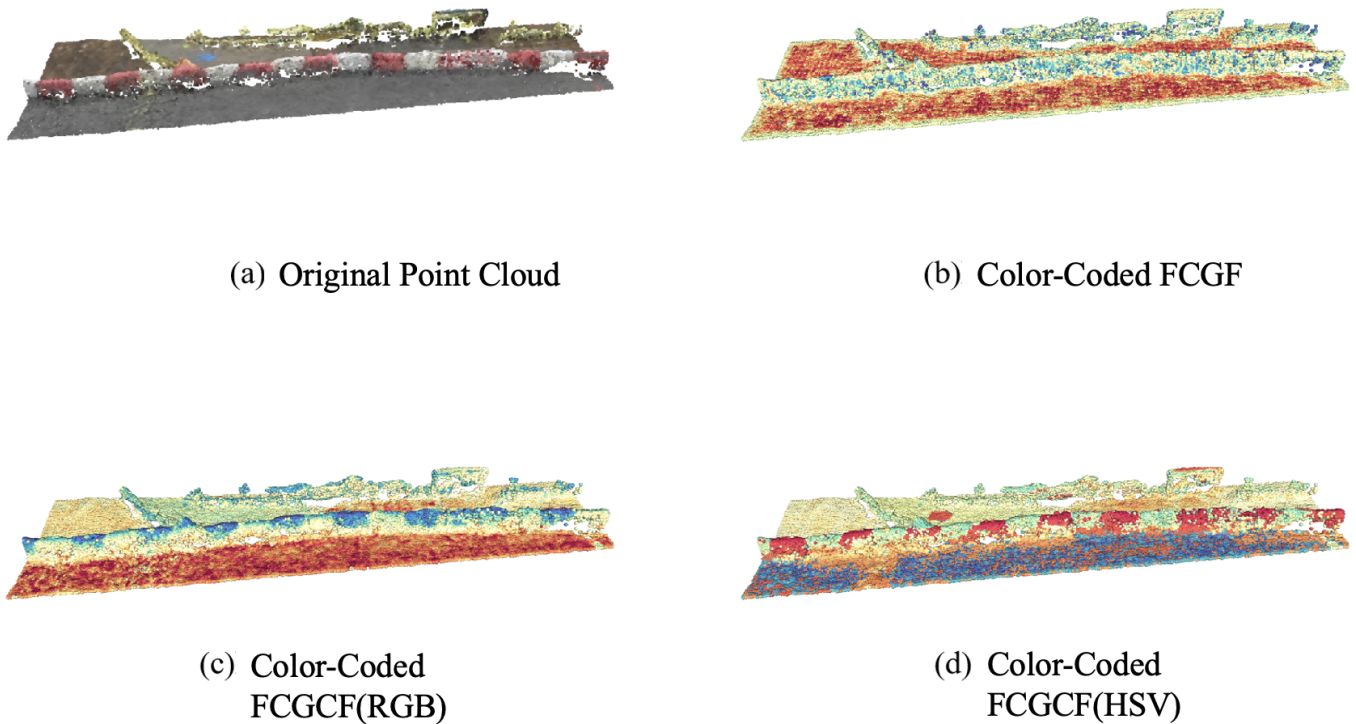 (a) Original Point Cloud
(b) Color-Coded FCGF
(c) Color-Coded
FCGCF(RGB)
(d) Color-Coded
FCGCF(HSV)